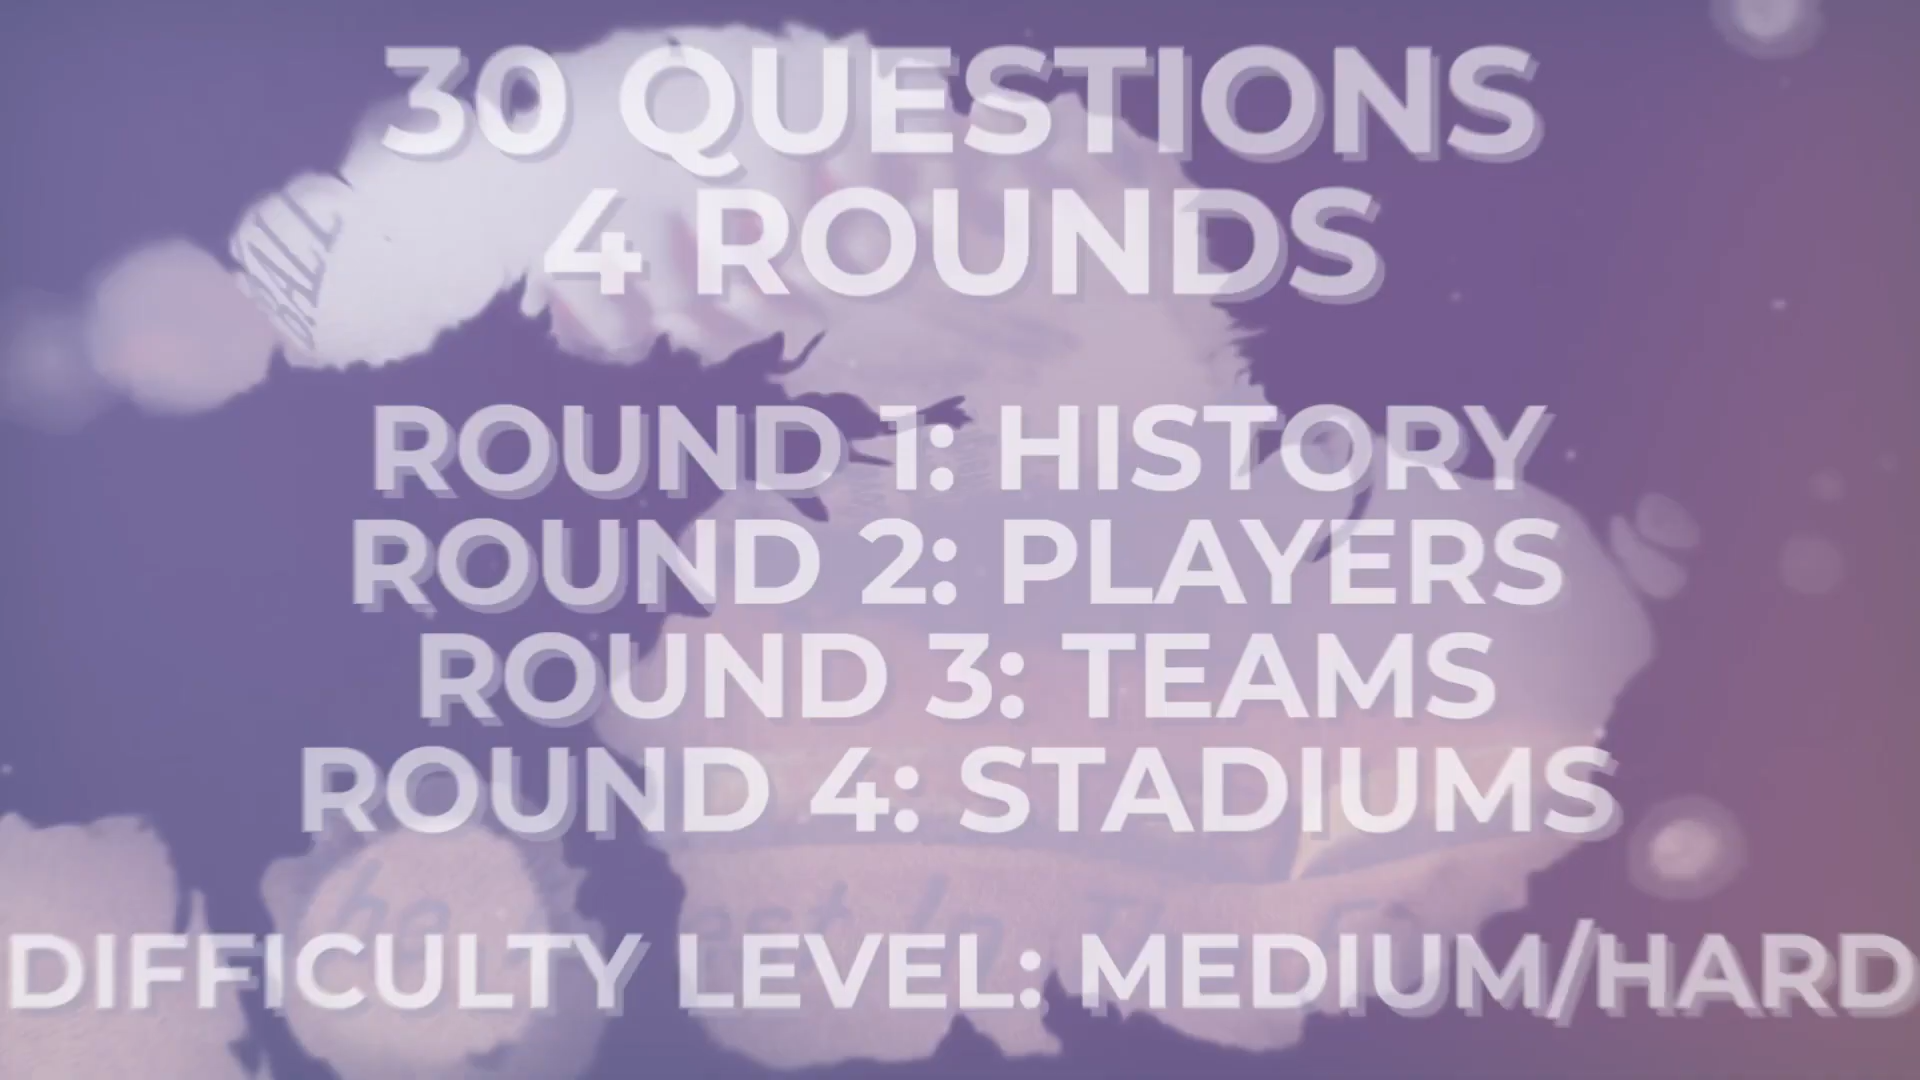 30 QUESTIONS
4 ROUNDS
BALL
ROUND 1: HISTORY
ROUND 2: PLAYERS
ROUND 3: TEAMS
ROUND 4: STADIUMS
DIFFICULTY LEVEL: MEDIUM/HARD